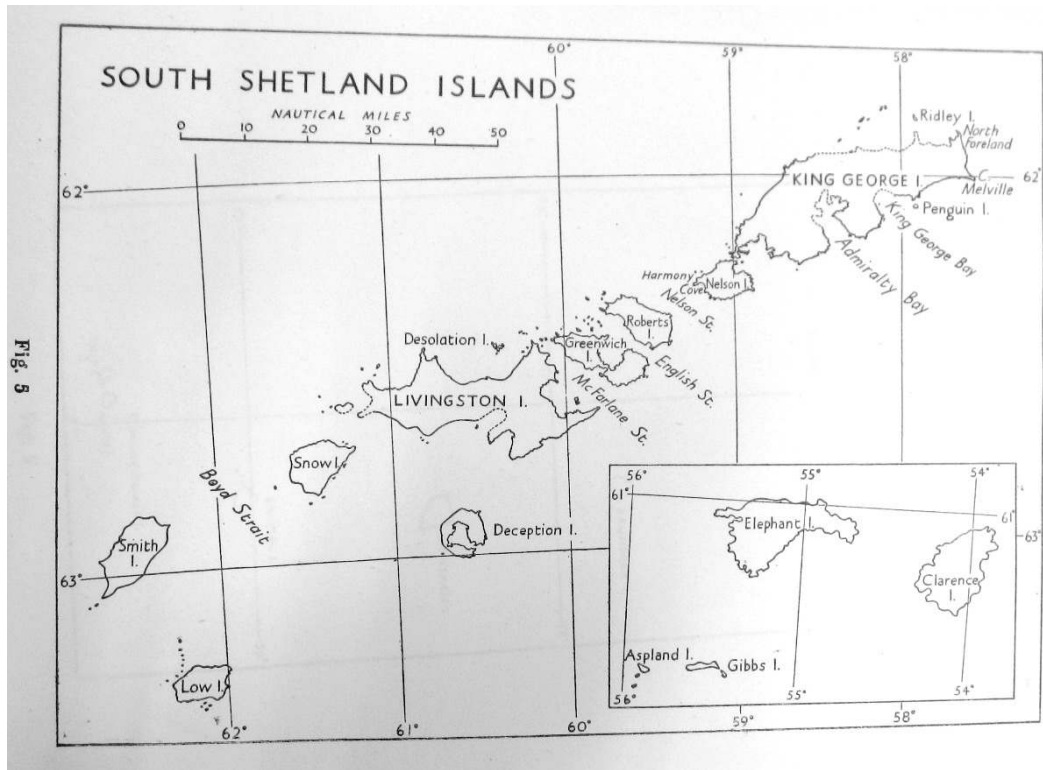 60°
59°
58°
SOUTH SHETLAND ISLANDS
NAUTICAL MILES
0 10 20 30 40 50
Ridley I.
North
Foreland
62°
KING GEORGE I.
62°
C.
Melville
Penguin I.
King George Bay
Admiralty Bay
Harmony
Cove
Nelson I.
Nelson St.
Roberts
I.
Desolation I.
Greenwich
I.
English St.
McFarlane St.
LIVINGSTON I.
Fig. 5
Snow I.
Boyd Strait
Deception I.
Smith
I.
63°
63°
Low I.
62°
61°
60°
59°
58°
56°
55°
54°
61°
61°
Elephant I.
Clarence
I.
Aspland I.
Gibbs I.
56°
55°
54°